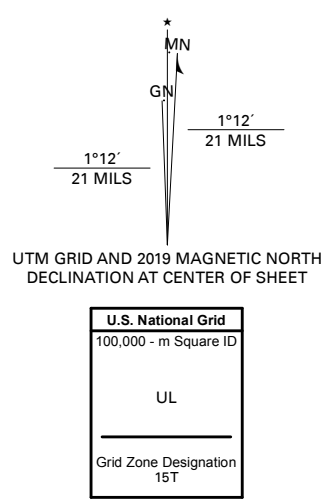 ★
MN
GN
1°12´
21 MILS
1°12´
21 MILS
UTM GRID AND 2019 MAGNETIC NORTH
DECLINATION AT CENTER OF SHEET
U.S. National Grid
100,000 - m Square ID
UL
Grid Zone Designation
15T